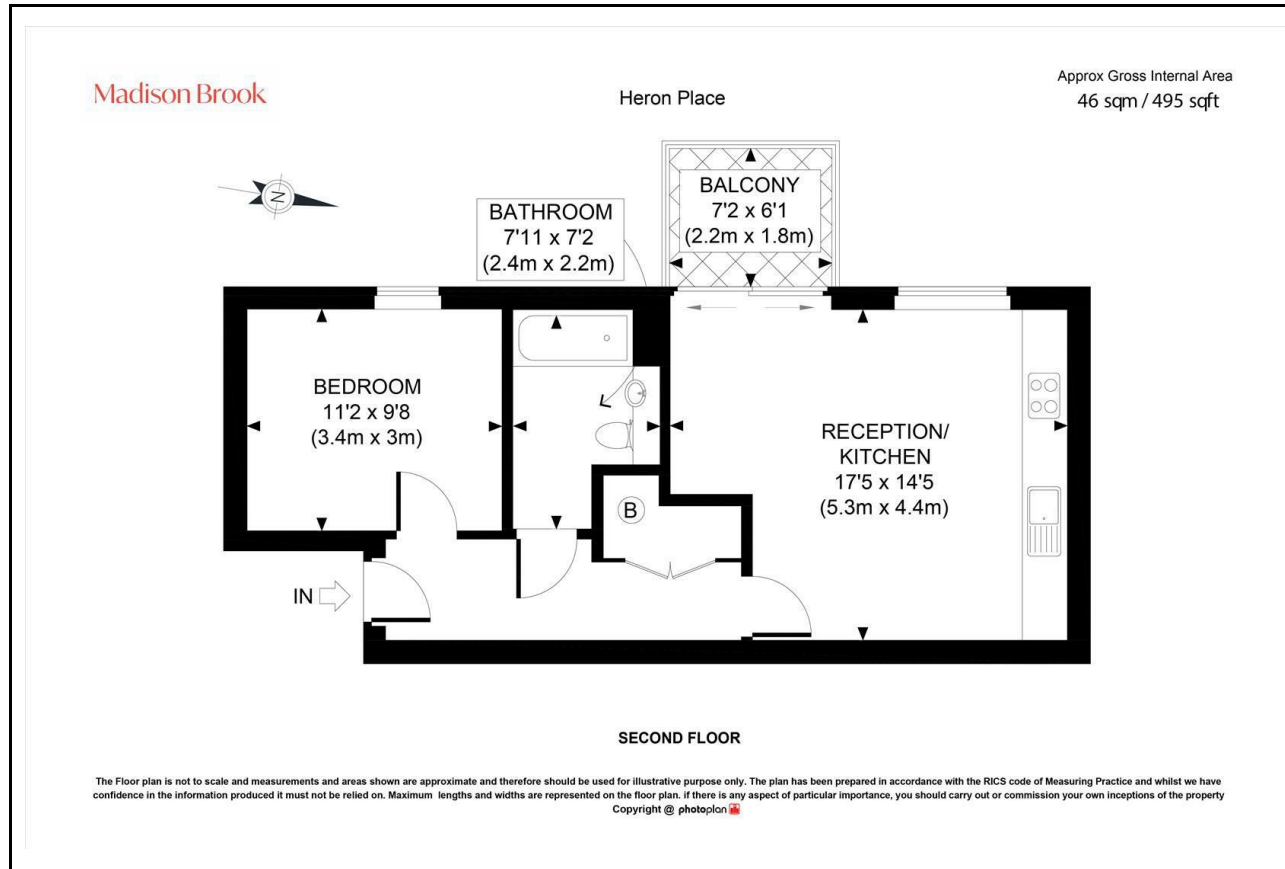 Madison Brook
Heron Place
Approx Gross Internal Area
46 sqm / 495 sqft
N
BALCONY
7'2 x 6'1
(2.2m x 1.8m)
BATHROOM
7'11 x 7'2
(2.4m x 2.2m)
BEDROOM
11'2 x 9'8
(3.4m x 3m)
RECEPTION/
KITCHEN
17'5 x 14'5
(5.3m x 4.4m)
B
IN
SECOND FLOOR
The Floor plan is not to scale and measurements and areas shown are approximate and therefore should be used for illustrative purpose only. The plan has been prepared in accordance with the RICS code of Measuring Practice and whilst we have
confidence in the information produced it must not be relied on. Maximum lengths and widths are represented on the floor plan. if there is any aspect of particular importance, you should carry out or commission your own inceptions of the property
Copyright @ photoplan